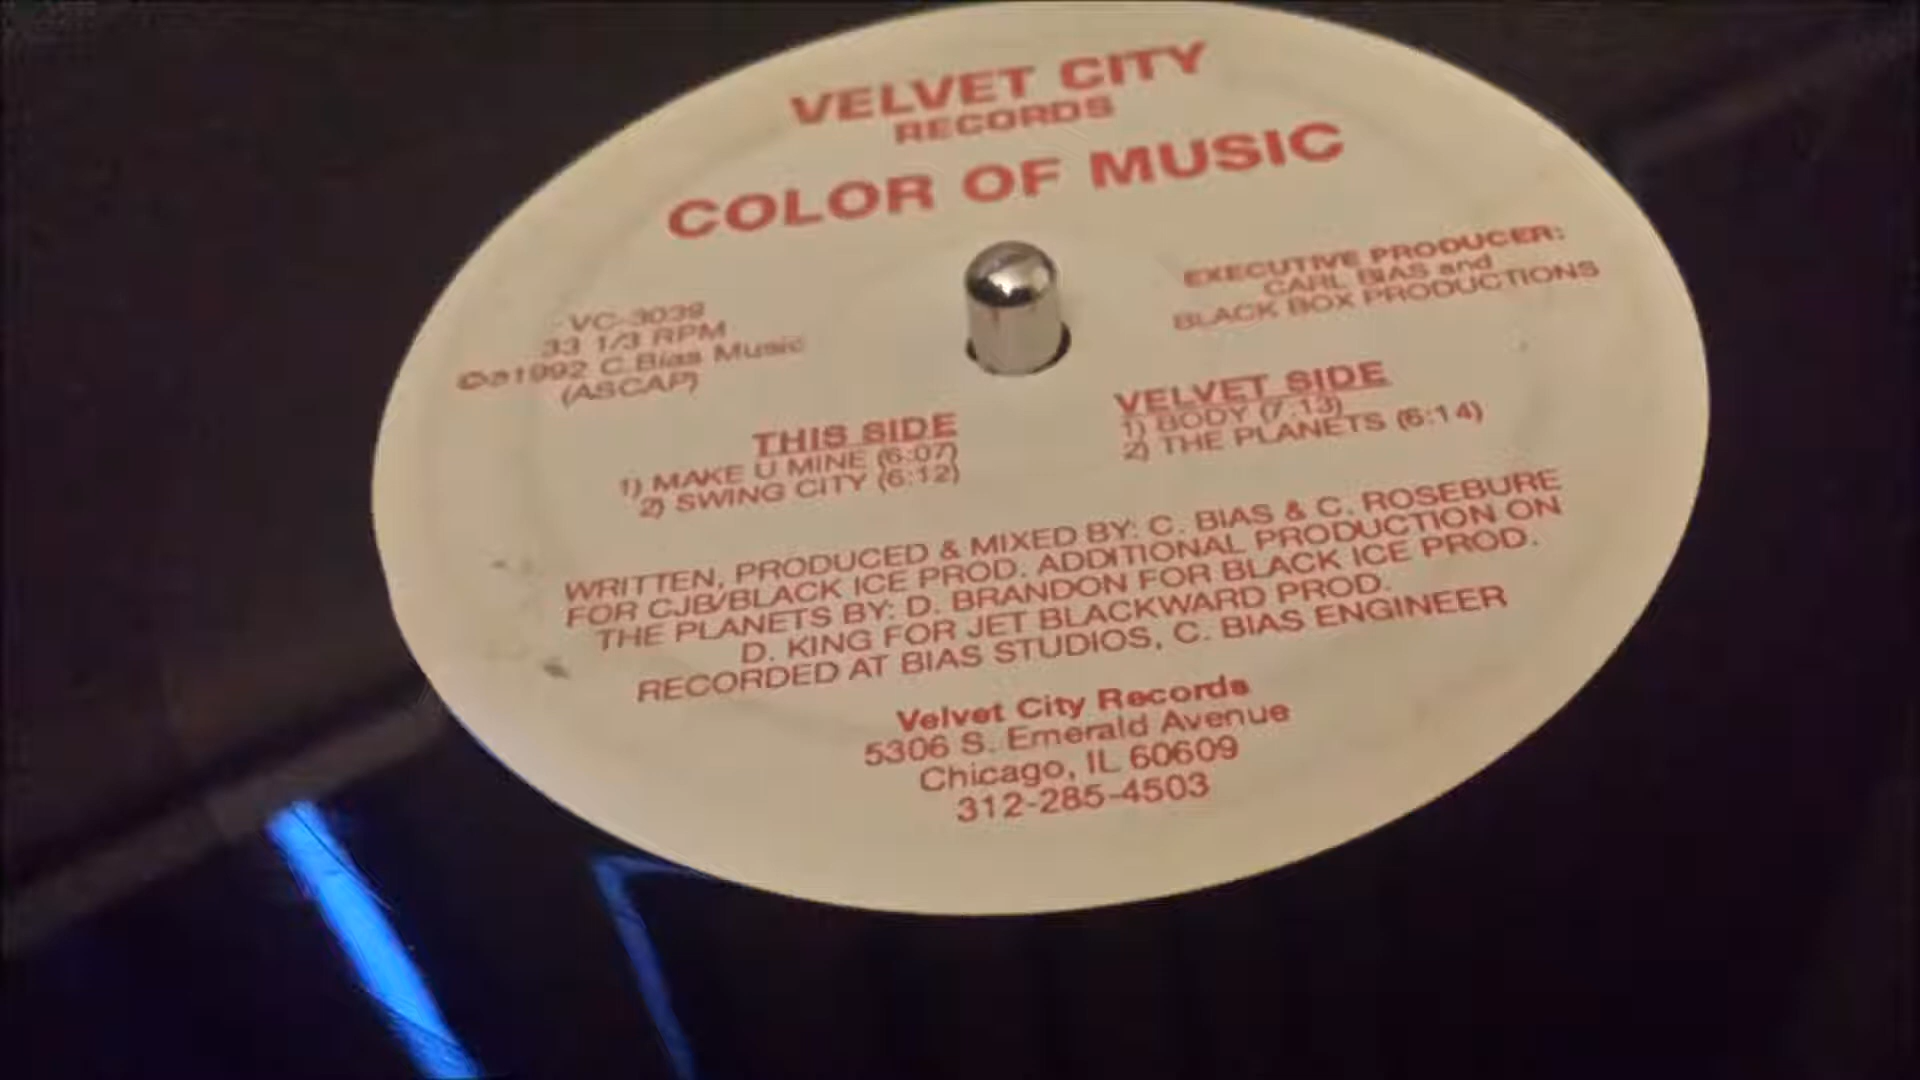 VELVET CITY
RECORDS
COLOR OF MUSIC
VC-3039
33 1/3 RPM
©℗1992 C.Bias Music
(ASCAP)
EXECUTIVE PRODUCER:
CARL BIAS and
BLACK BOX PRODUCTIONS
THIS SIDE
1) MAKE U MINE (6:07)
2) SWING CITY (6:12)
VELVET SIDE
1) BODY (7:13)
2) THE PLANETS (6:14)
WRITTEN, PRODUCED & MIXED BY: C. BIAS & C. ROSEBURE
FOR CJB/BLACK ICE PROD. ADDITIONAL PRODUCTION ON
THE PLANETS BY: D. BRANDON FOR BLACK ICE PROD.
D. KING FOR JET BLACKWARD PROD.
RECORDED AT BIAS STUDIOS, C. BIAS ENGINEER
Velvet City Records
5306 S. Emerald Avenue
Chicago, IL 60609
312-285-4503